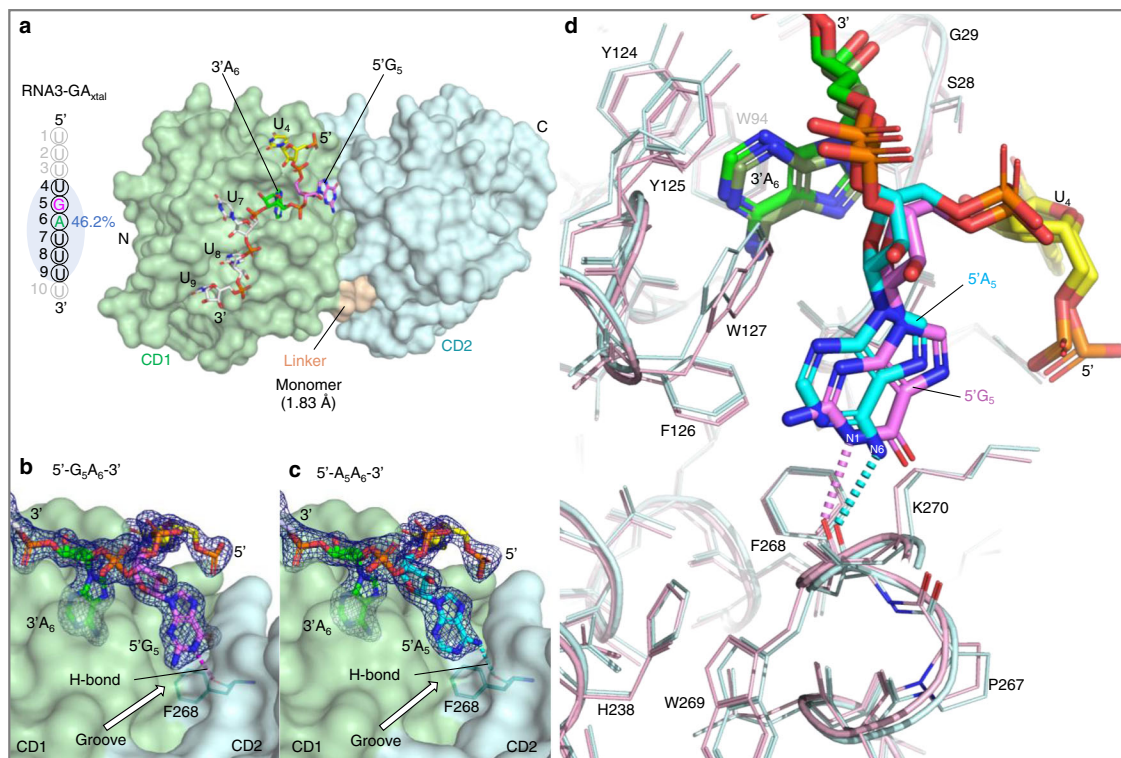 a
RNA3-GAxtal
5'
1 U
2 U
3 U
4 U
5 G
6 A 46.2%
7 U
8 U
9 U
10 U
3'
3'A6
5'G5
U4
5'
C
U7
N
U8
U9
3'
CD1
Linker
CD2
Monomer
(1.83 Å)
b
5'-G5A6-3'
3'
5'
3'A6
5'G5
H-bond
F268
Groove
CD1
c
5'-A5A6-3'
3'
5'
3'A6
5'A5
H-bond
F268
Groove
CD2
d
3'
G29
Y124
S28
W94
3'A6
Y125
U4
5'A5
W127
5'
5'G5
F126
N1
N6
K270
F268
P267
H238
W269